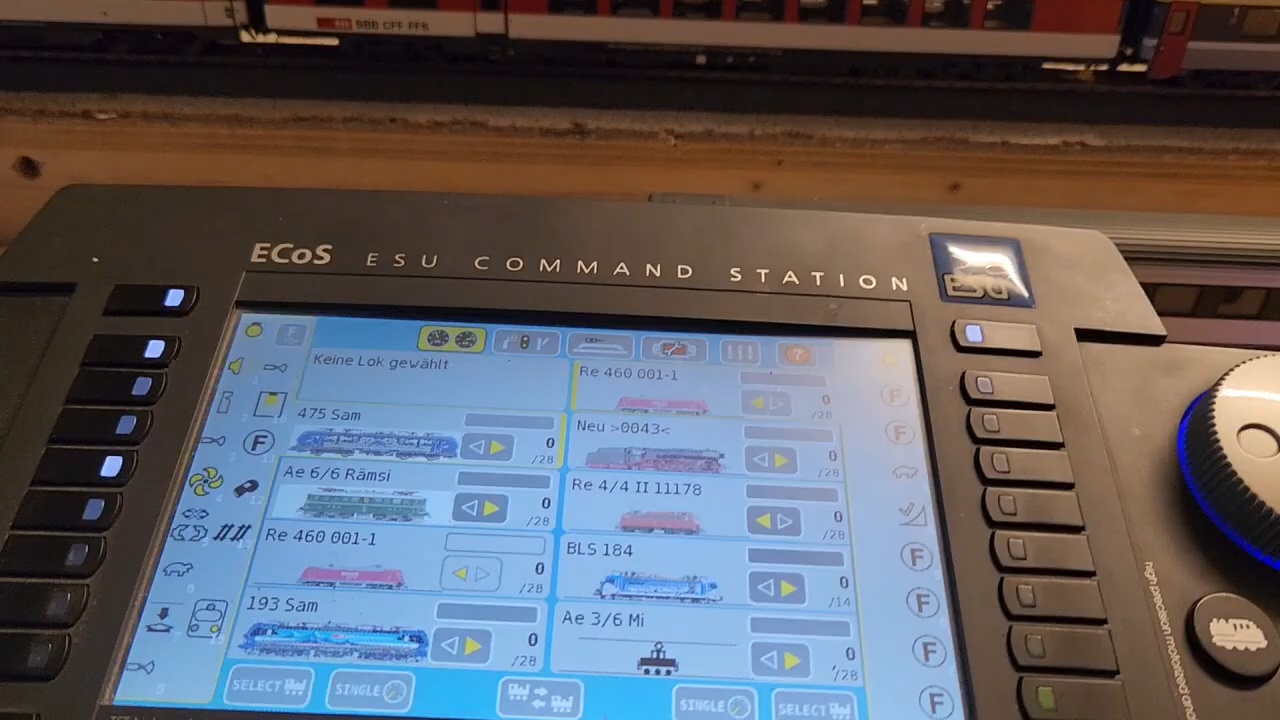 SBB CFF FFS
ECoS ESU COMMAND STATION
ESU
Keine Lok gewählt
475 Sam
0
/28
Ae 6/6 Rämsi
0
/28
Re 460 001-1
0
/28
193 Sam
0
/28
Re 460 001-1
0
/28
Neu >0043<
0
/28
Re 4/4 II 11178
0
/28
BLS 184
0
/14
Ae 3/6 Mi
0
/28
F
F
F
F
F
F
F
F
SELECT
SINGLE
SINGLE
SELECT